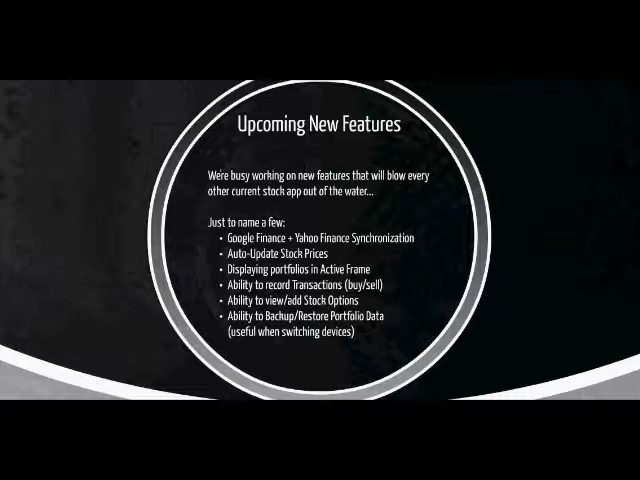 Upcoming New Features
We're busy working on new features that will blow every
other current stock app out of the water...
Just to name a few:
• Google Finance + Yahoo Finance Synchronization
• Auto-Update Stock Prices
• Displaying portfolios in Active Frame
• Ability to record Transactions (buy/sell)
• Ability to view/add Stock Options
• Ability to Backup/Restore Portfolio Data
(useful when switching devices)